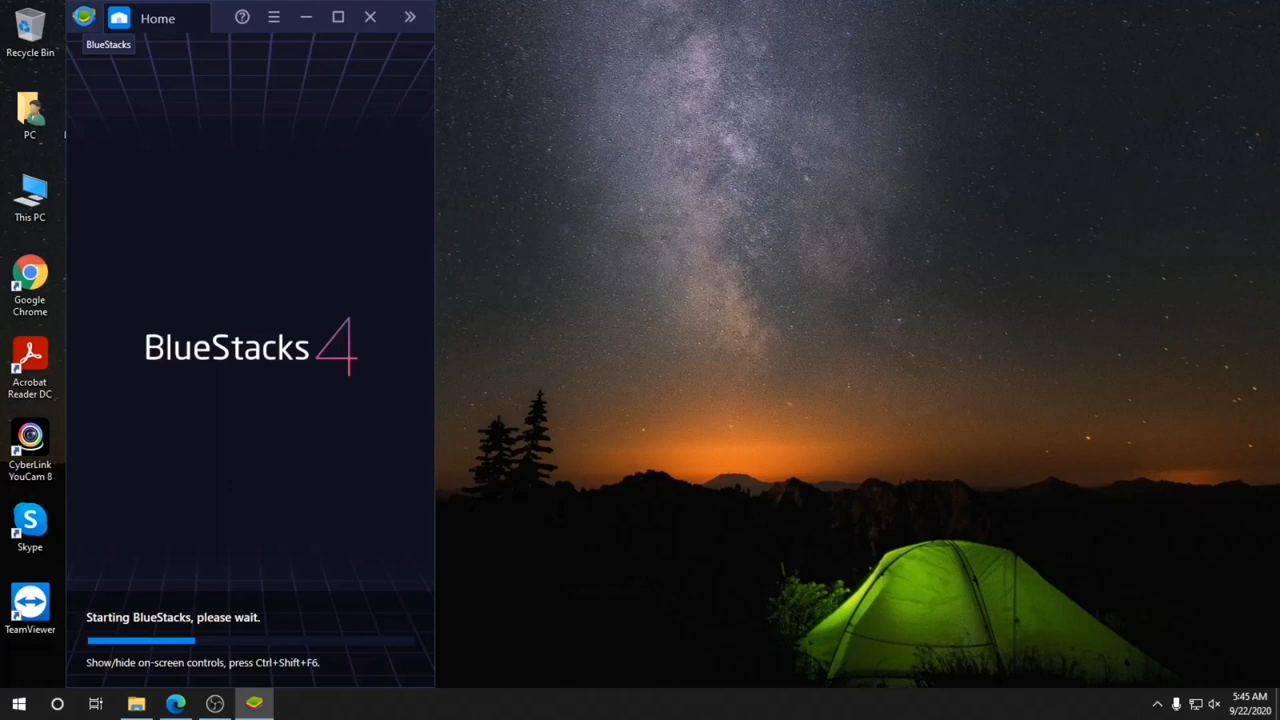 Home
BlueStacks
Recycle Bin
PC
This PC
Google
Chrome
Acrobat
Reader DC
CyberLink
YouCam 8
Skype
TeamViewer
BlueStacks 4
Starting BlueStacks, please wait.
Show/hide on-screen controls, press Ctrl+Shift+F6.
5:45 AM
9/22/2020